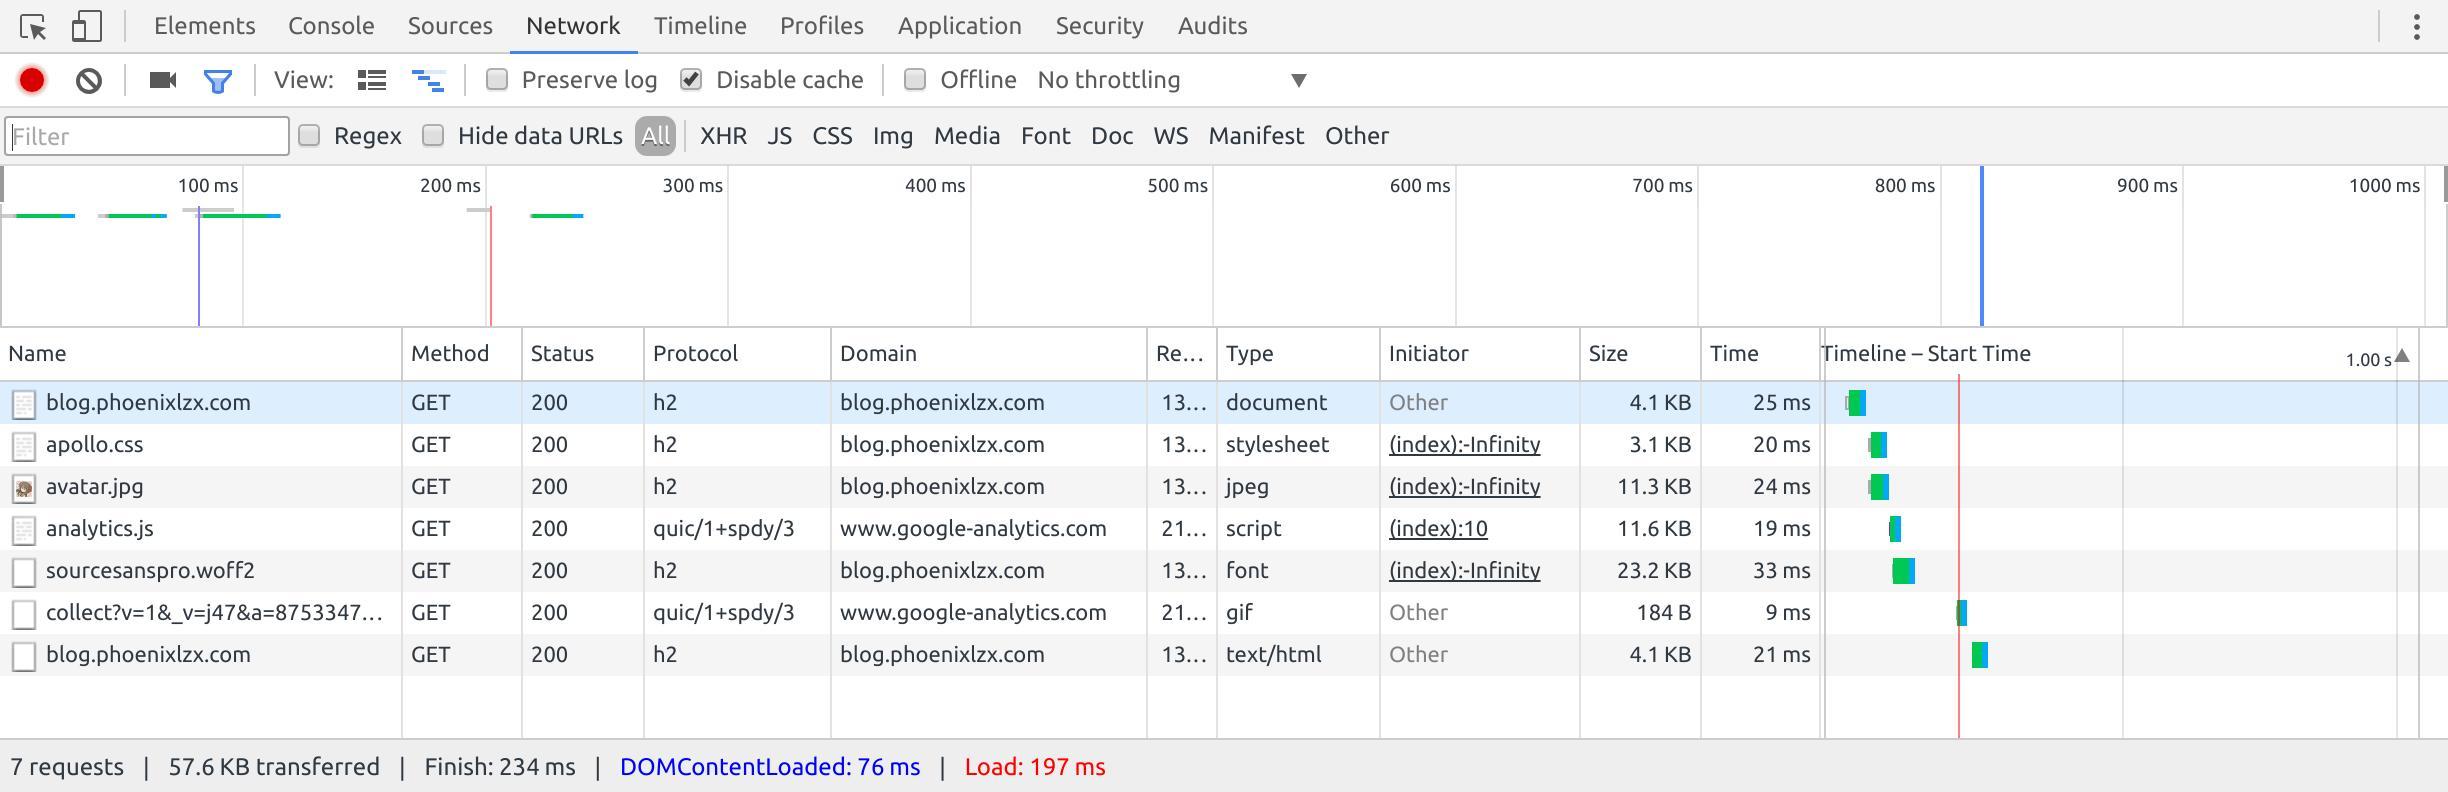 Elements Console Sources Network Timeline Profiles Application Security Audits
View: Preserve log Disable cache Offline No throttling
Filter Regex Hide data URLs All XHR JS CSS Img Media Font Doc WS Manifest Other
100 ms 200 ms 300 ms 400 ms 500 ms 600 ms 700 ms 800 ms 900 ms 1000 ms
Name Method Status Protocol Domain Re... Type Initiator Size Time Timeline – Start Time 1.00 s
blog.phoenixlzx.com GET 200 h2 blog.phoenixlzx.com 13... document Other 4.1 KB 25 ms
apollo.css GET 200 h2 blog.phoenixlzx.com 13... stylesheet (index):-Infinity 3.1 KB 20 ms
avatar.jpg GET 200 h2 blog.phoenixlzx.com 13... jpeg (index):-Infinity 11.3 KB 24 ms
analytics.js GET 200 quic/1+spdy/3 www.google-analytics.com 21... script (index):10 11.6 KB 19 ms
sourcesanspro.woff2 GET 200 h2 blog.phoenixlzx.com 13... font (index):-Infinity 23.2 KB 33 ms
collect?v=1&_v=j47&a=8753347... GET 200 quic/1+spdy/3 www.google-analytics.com 21... gif Other 184 B 9 ms
blog.phoenixlzx.com GET 200 h2 blog.phoenixlzx.com 13... text/html Other 4.1 KB 21 ms
7 requests | 57.6 KB transferred | Finish: 234 ms | DOMContentLoaded: 76 ms | Load: 197 ms